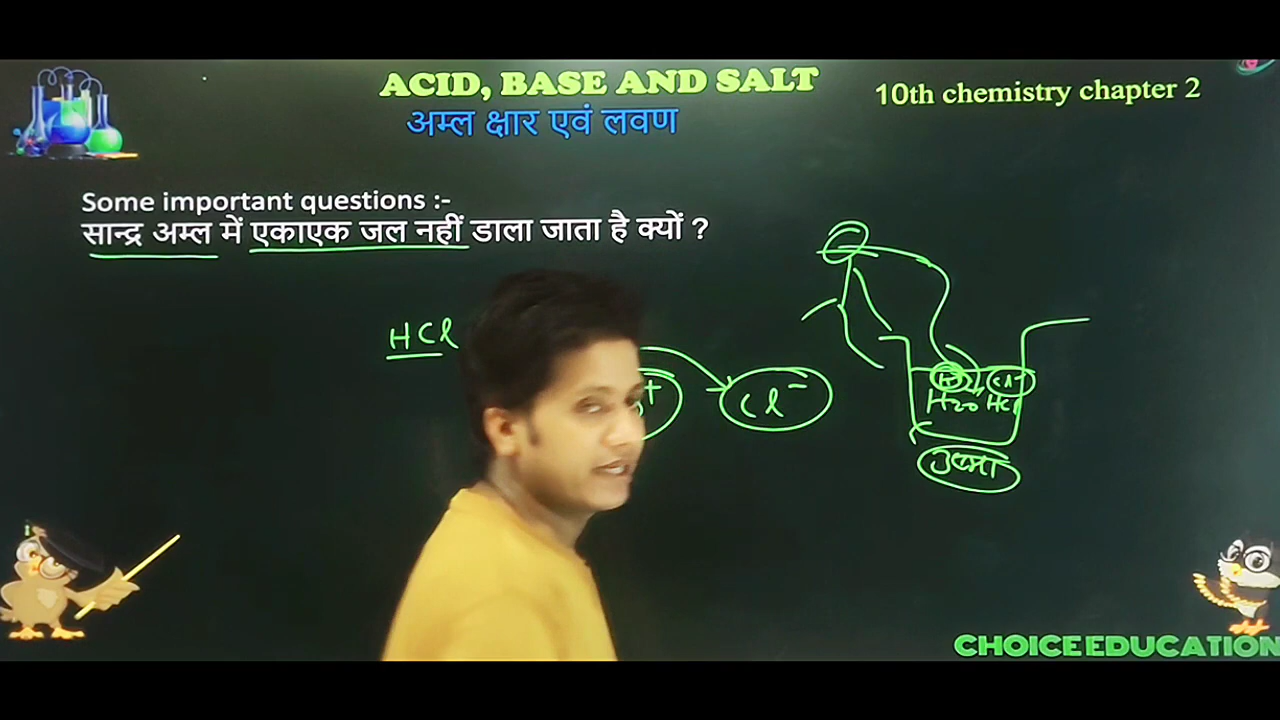 ACID, BASE AND SALT
10th chemistry chapter 2
अम्ल क्षार एवं लवण
Some important questions :-
सान्द्र अम्ल में एकाएक जल नहीं डाला जाता है क्यों ?
HCl
+
Cl⁻
Cl⁻
H₂O, HCl
ऊष्मा
CHOICE EDUCATION